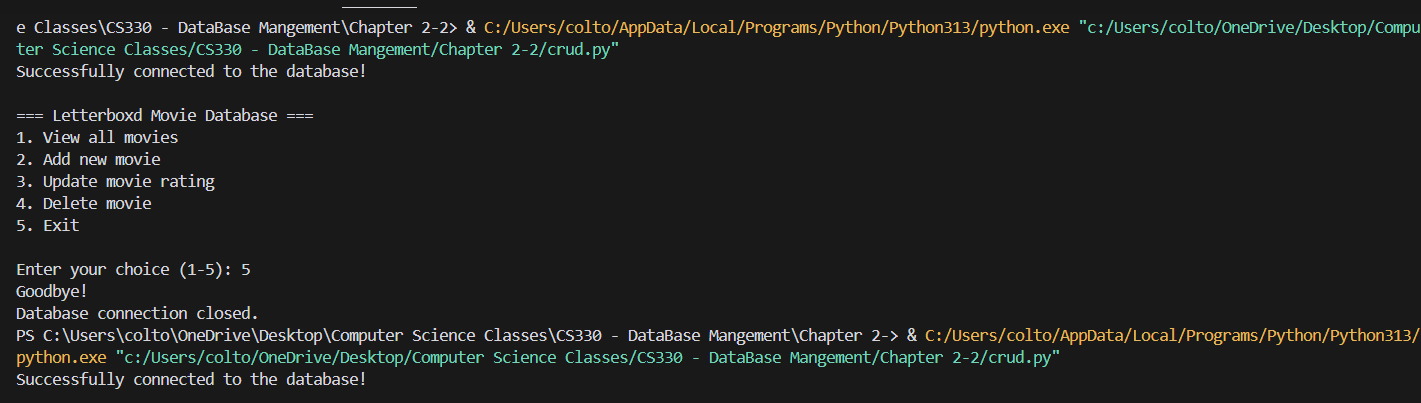 e Classes\CS330 - DataBase Mangement\Chapter 2-2> & C:/Users/colto/AppData/Local/Programs/Python/Python313/python.exe "c:/Users/colto/OneDrive/Desktop/Compu
ter Science Classes/CS330 - DataBase Mangement/Chapter 2-2/crud.py"
Successfully connected to the database!
=== Letterboxd Movie Database ===
1. View all movies
2. Add new movie
3. Update movie rating
4. Delete movie
5. Exit
Enter your choice (1-5): 5
Goodbye!
Database connection closed.
PS C:\Users\colto\OneDrive\Desktop\Computer Science Classes\CS330 - DataBase Mangement\Chapter 2-> & C:/Users/colto/AppData/Local/Programs/Python/Python313/
python.exe "c:/Users/colto/OneDrive/Desktop/Computer Science Classes/CS330 - DataBase Mangement/Chapter 2-2/crud.py"
Successfully connected to the database!